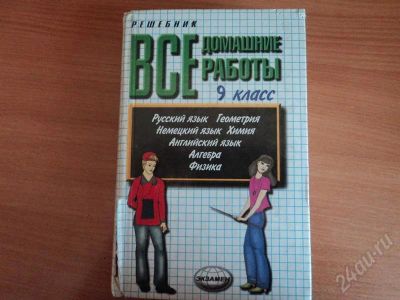 РЕШЕБНИК
ВСЕ ДОМАШНИЕ
РАБОТЫ
9 класс
Русский язык Геометрия
Немецкий язык Химия
Английский язык
Алгебра
Физика
ЭКЗАМЕН
24au.ru